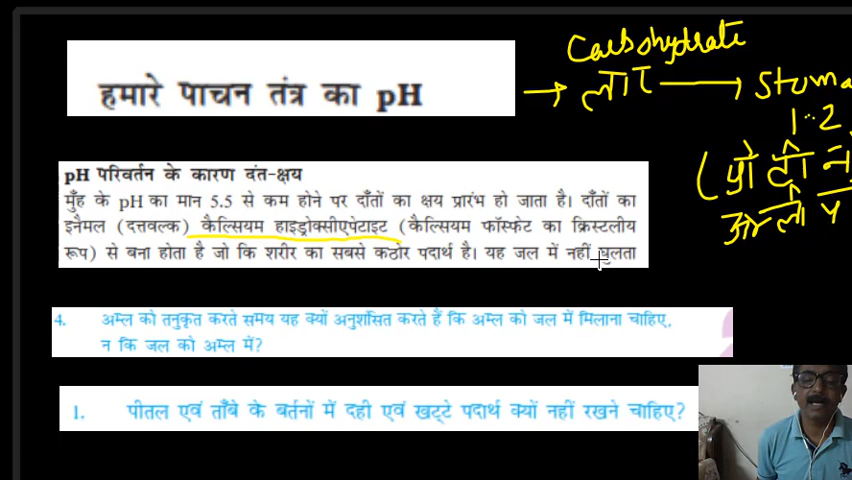 Carbohydrate
हमारे पाचन तंत्र का pH
→ लार → Stoma
1..2
pH परिवर्तन के कारण दंत-क्षय
मुँह के pH का मान 5.5 से कम होने पर दाँतों का क्षय प्रारंभ हो जाता है। दाँतों का
इनैमल (दत्तवल्क) कैल्सियम हाइड्रोक्सीएपेटाइट (कैल्सियम फॉस्फेट का क्रिस्टलीय
रूप) से बना होता है जो कि शरीर का सबसे कठोर पदार्थ है। यह जल में नहीं घुलता
4. अम्ल को तनुकृत करते समय यह क्यों अनुशंसित करते हैं कि अम्ल को जल में मिलाना चाहिए,
न कि जल को अम्ल में?
1. पीतल एवं ताँबे के बर्तनों में दही एवं खट्टे पदार्थ क्यों नहीं रखने चाहिए?